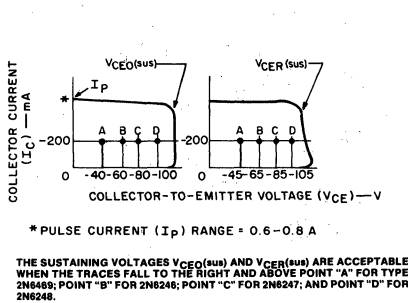 VCEO(sus)
VCER(sus)
IP
*
COLLECTOR CURRENT
(IC)—mA
A B C D
A B C D
-200
-200
0 -40 -60 -80 -100
0 -45 -65 -85 -105
COLLECTOR-TO-EMITTER VOLTAGE (VCE)—V
*PULSE CURRENT (IP) RANGE = 0.6-0.8 A
THE SUSTAINING VOLTAGES VCEO(sus) AND VCER(sus) ARE ACCEPTABLE
WHEN THE TRACES FALL TO THE RIGHT AND ABOVE POINT "A" FOR TYPE
2N6469; POINT "B" FOR 2N6246; POINT "C" FOR 2N6247; AND POINT "D" FOR
2N6248.